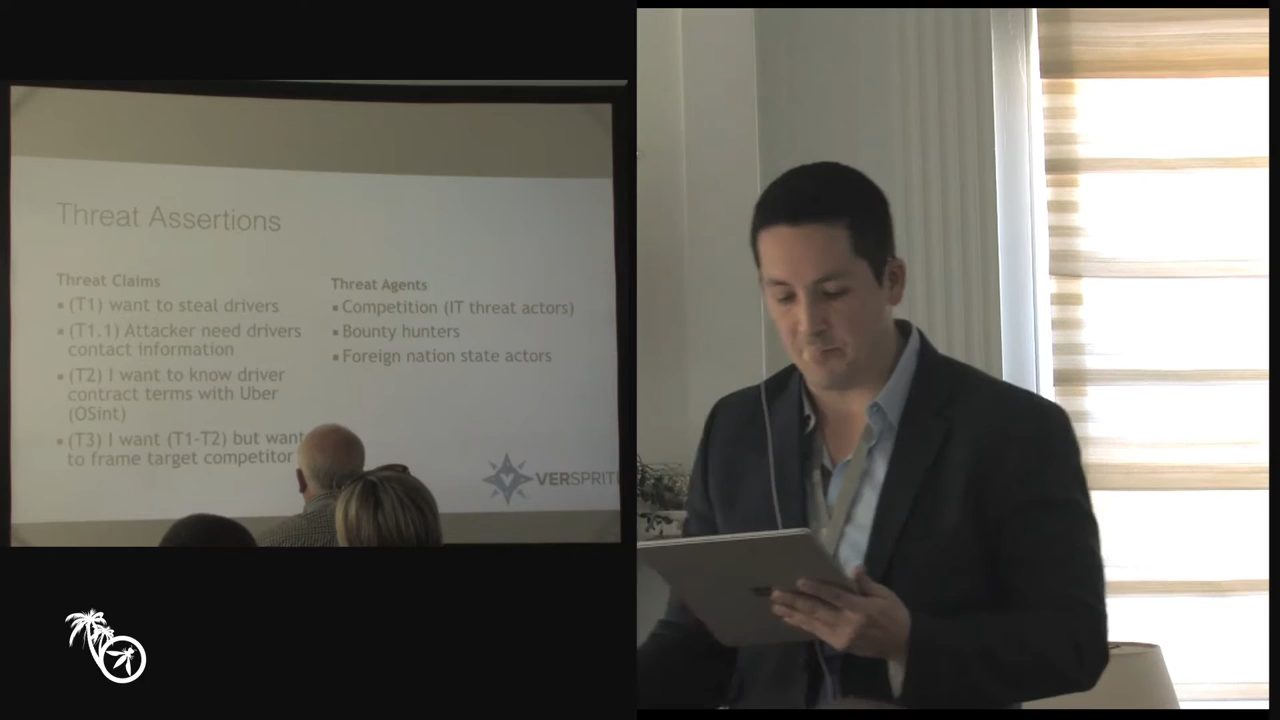 Threat Assertions
Threat Claims
▪ (T1) want to steal drivers
▪ (T1.1) Attacker need drivers
contact information
▪ (T2) I want to know driver
contract terms with Uber
(OSint)
▪ (T3) I want (T1-T2) but want
to frame target competitor
Threat Agents
▪ Competition (IT threat actors)
▪ Bounty hunters
▪ Foreign nation state actors
VERSPRITE